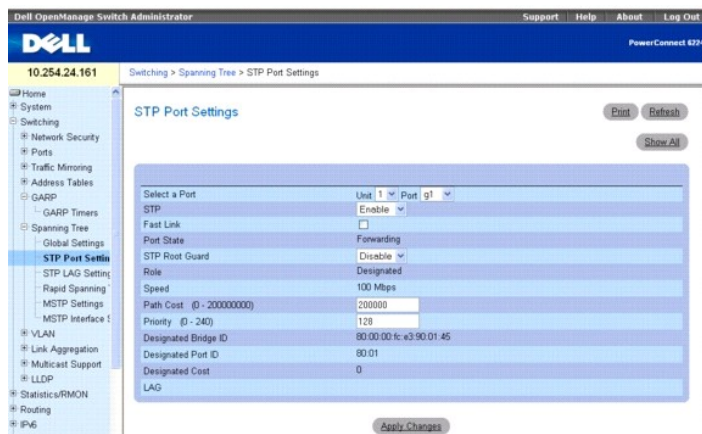 Dell OpenManage Switch Administrator Support Help About Log Out
DELL
PowerConnect 6224
10.254.24.161
Switching > Spanning Tree > STP Port Settings
Home
System
Switching
Network Security
Ports
Traffic Mirroring
Address Tables
GARP
GARP Timers
Spanning Tree
Global Settings
STP Port Settin
STP LAG Setting
Rapid Spanning
MSTP Settings
MSTP Interface S
VLAN
Link Aggregation
Multicast Support
LLDP
Statistics/RMON
Routing
IPv6
STP Port Settings
Print Refresh
Show All
Select a Port Unit 1 Port g1
STP Enable
Fast Link
Port State Forwarding
STP Root Guard Disable
Role Designated
Speed 100 Mbps
Path Cost (0 - 200000000) 200000
Priority (0 - 240) 128
Designated Bridge ID 80:00:00:fc:e3:90:01:45
Designated Port ID 80:01
Designated Cost 0
LAG
Apply Changes